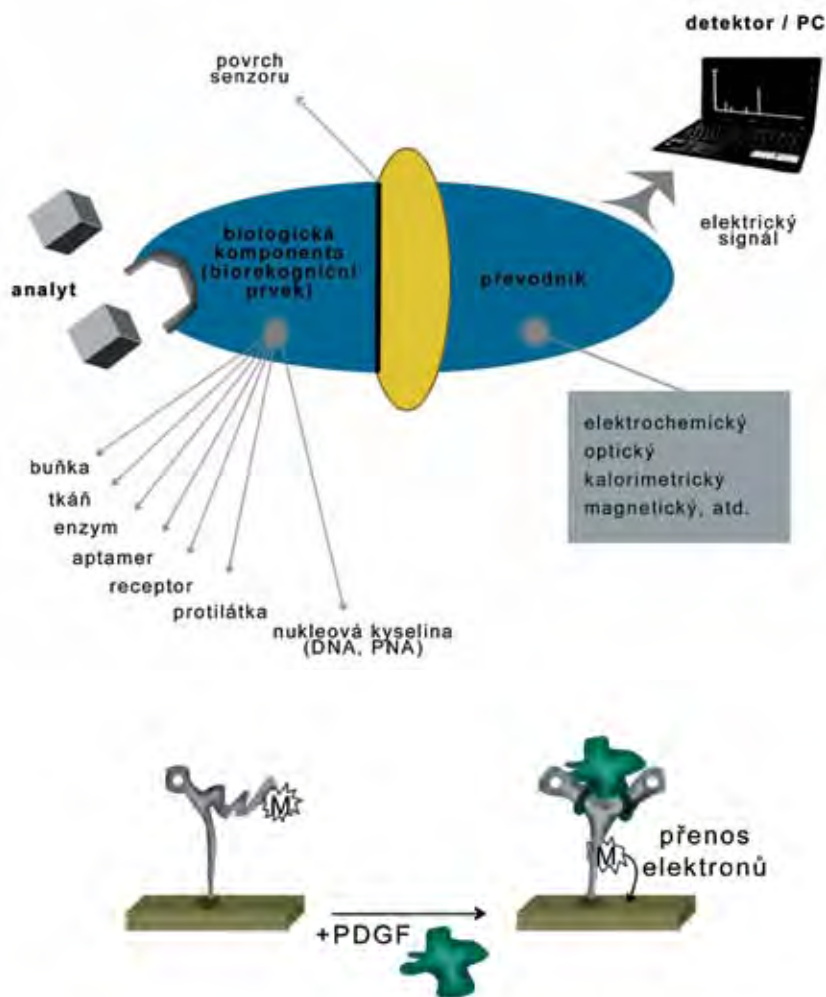 detektor / PC
povrch
senzoru
elektrický
signál
biologická
komponenta
(biorekogniční
prvek)
převodník
analyt
elektrochemický
optický
kalorimetrický
magnetický, atd.
buňka
tkáň
enzym
aptamer
receptor
protilátka
nukleová kyselina
(DNA, PNA)
M
M
přenos
elektronů
+PDGF